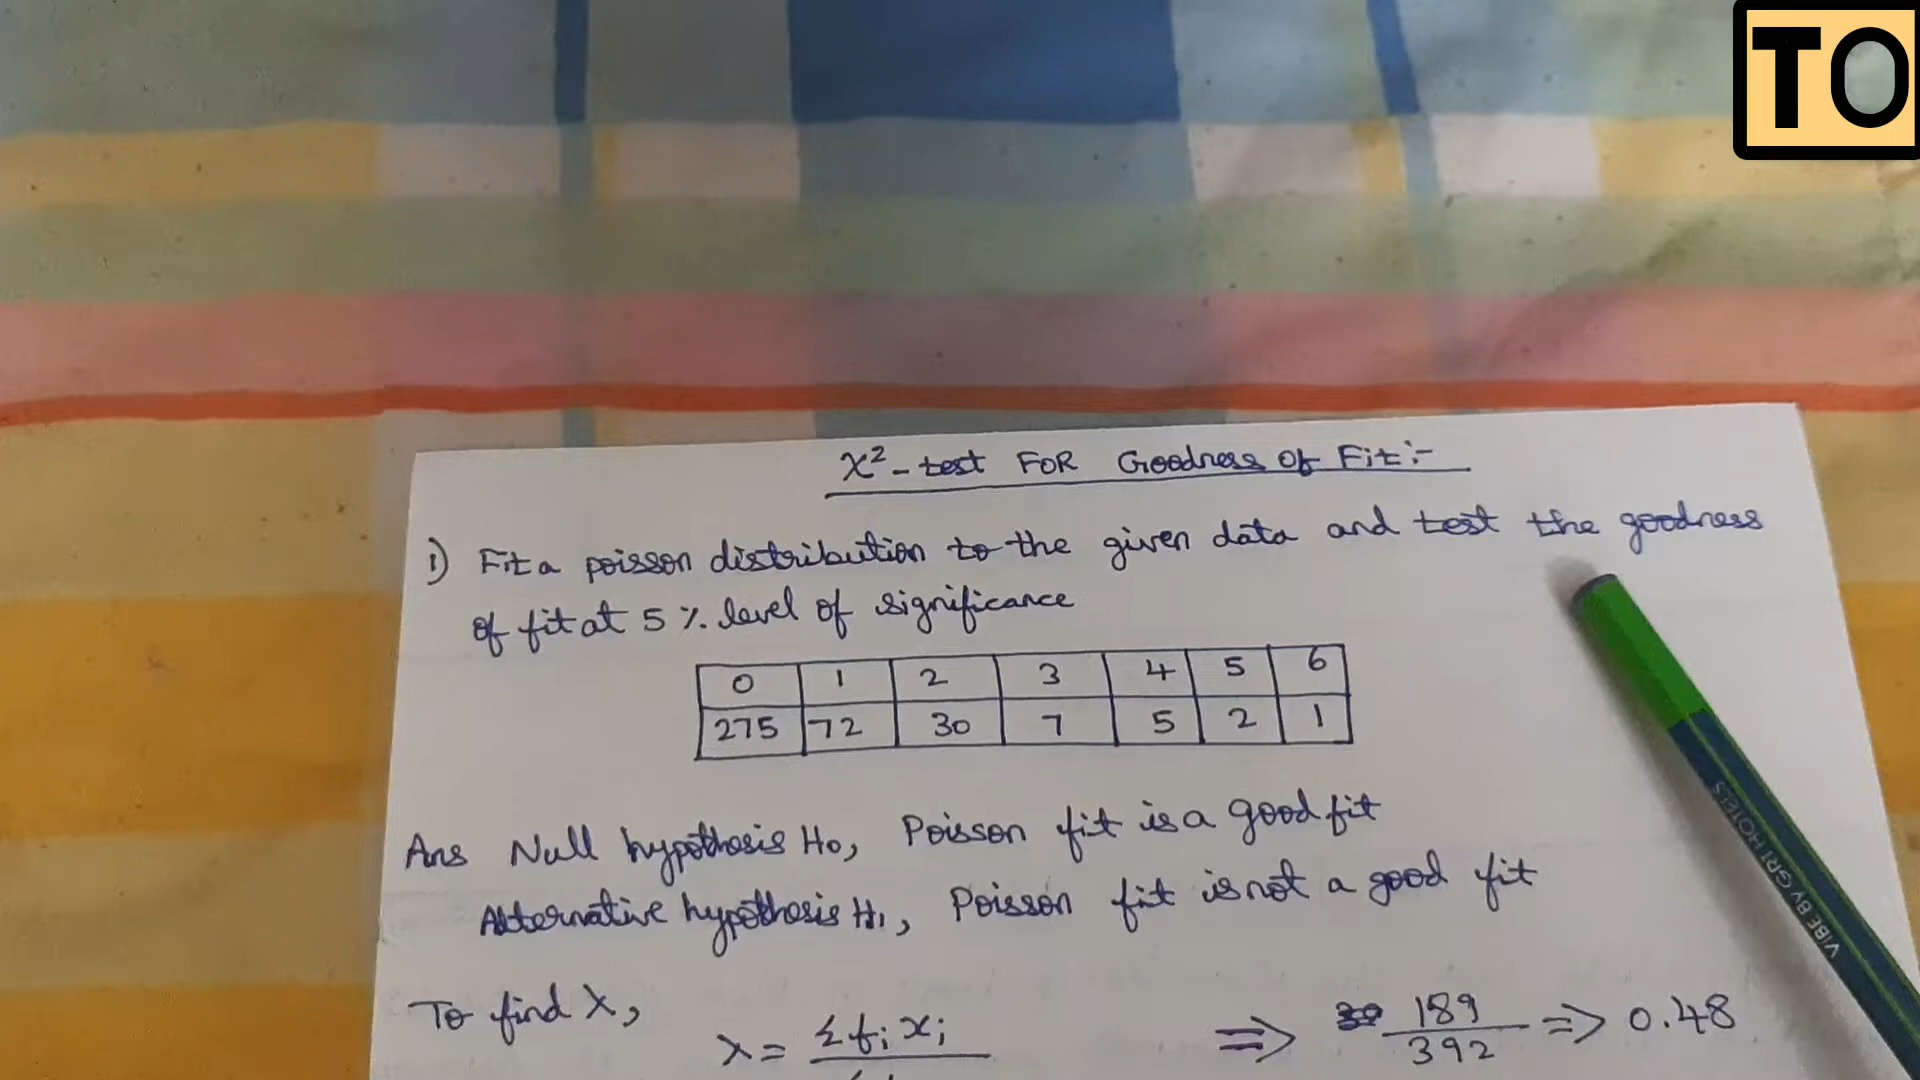 TO
χ²-test FOR Goodness of Fit:-
1) Fit a poisson distribution to the given data and test the goodness
of fit at 5 % level of significance
0 1 2 3 4 5 6
275 72 30 7 5 2 1
Ans Null hypothesis H₀, Poisson fit is a good fit
Alternative hypothesis H₁, Poisson fit is not a good fit
To find λ,
λ = Σfᵢxᵢ ⇒ 189/392 ⇒ 0.48
VIBE BY GRT HOTELS